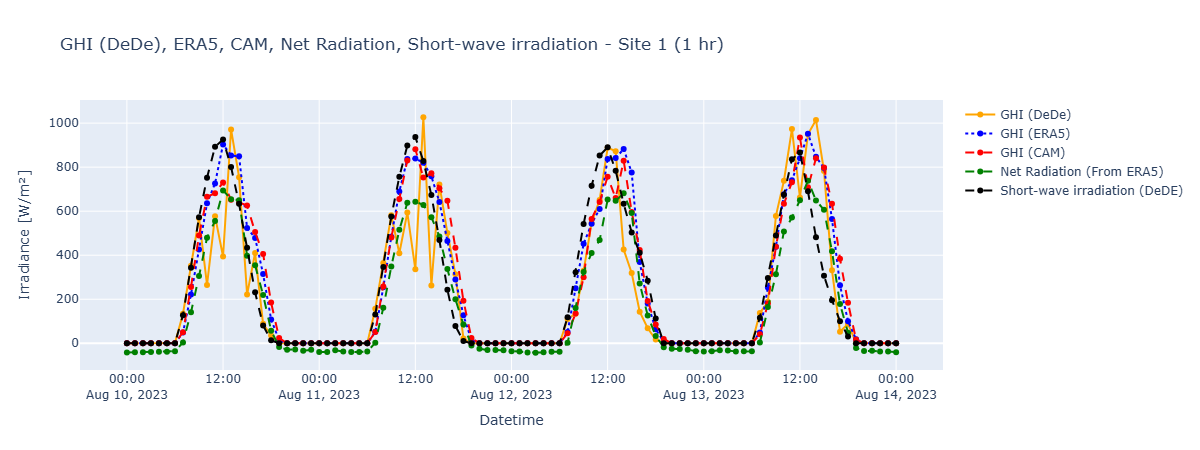 GHI (DeDe), ERA5, CAM, Net Radiation, Short-wave irradiation - Site 1 (1 hr)
GHI (DeDe)
GHI (ERA5)
GHI (CAM)
Net Radiation (From ERA5)
Short-wave irradiation (DeDE)
Irradiance [W/m²]
1000
800
600
400
200
0
00:00 12:00 00:00 12:00 00:00 12:00 00:00 12:00 00:00
Aug 10, 2023 Aug 11, 2023 Aug 12, 2023 Aug 13, 2023 Aug 14, 2023
Datetime